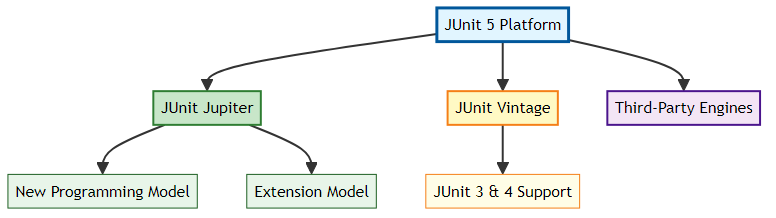 JUnit 5 Platform
JUnit Jupiter
JUnit Vintage
Third-Party Engines
New Programming Model
Extension Model
JUnit 3 & 4 Support